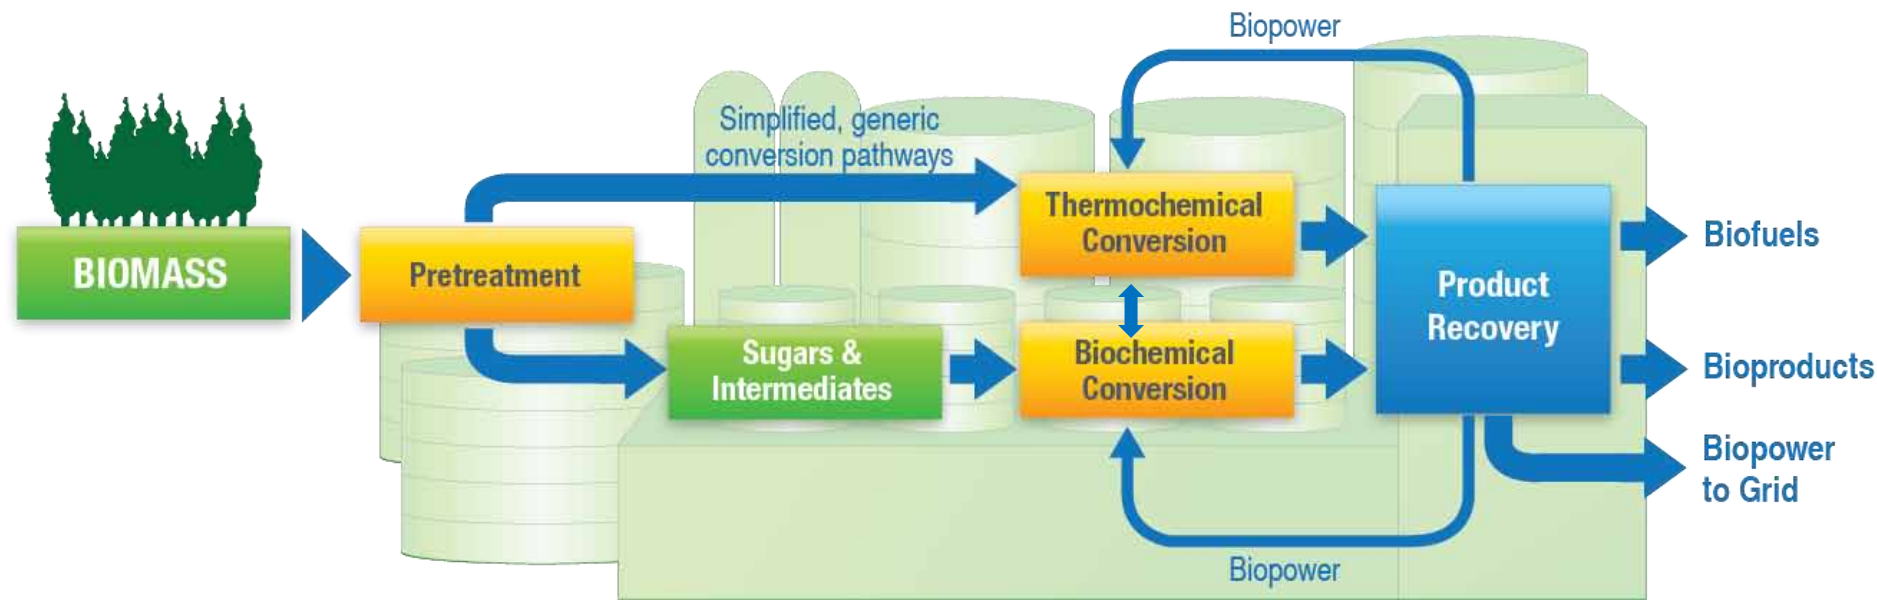 Biopower
Simplified, generic
conversion pathways
BIOMASS
Pretreatment
Thermochemical
Conversion
Sugars &
Intermediates
Biochemical
Conversion
Product
Recovery
Biofuels
Bioproducts
Biopower
to Grid
Biopower